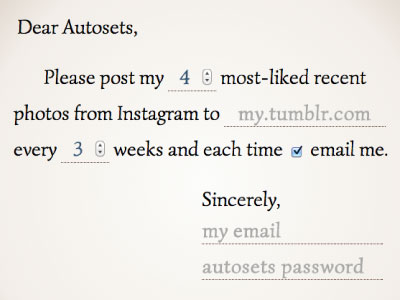 Dear Autosets,
Please post my 4 most-liked recent
photos from Instagram to my.tumblr.com
every 3 weeks and each time email me.
Sincerely,
my email
autosets password